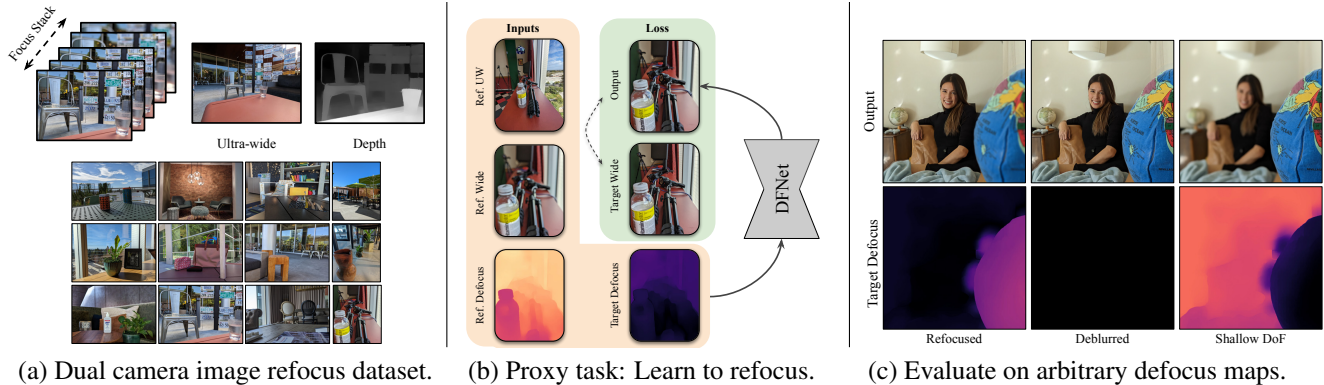 Focus Stack
Ultra-wide
Depth
(a) Dual camera image refocus dataset.
Inputs
Loss
Ref. UW
Output
Ref. Wide
Target Wide
Ref. Defocus
Target Defocus
DFNet
(b) Proxy task: Learn to refocus.
Output
Target Defocus
Refocused
Deblurred
Shallow DoF
(c) Evaluate on arbitrary defocus maps.